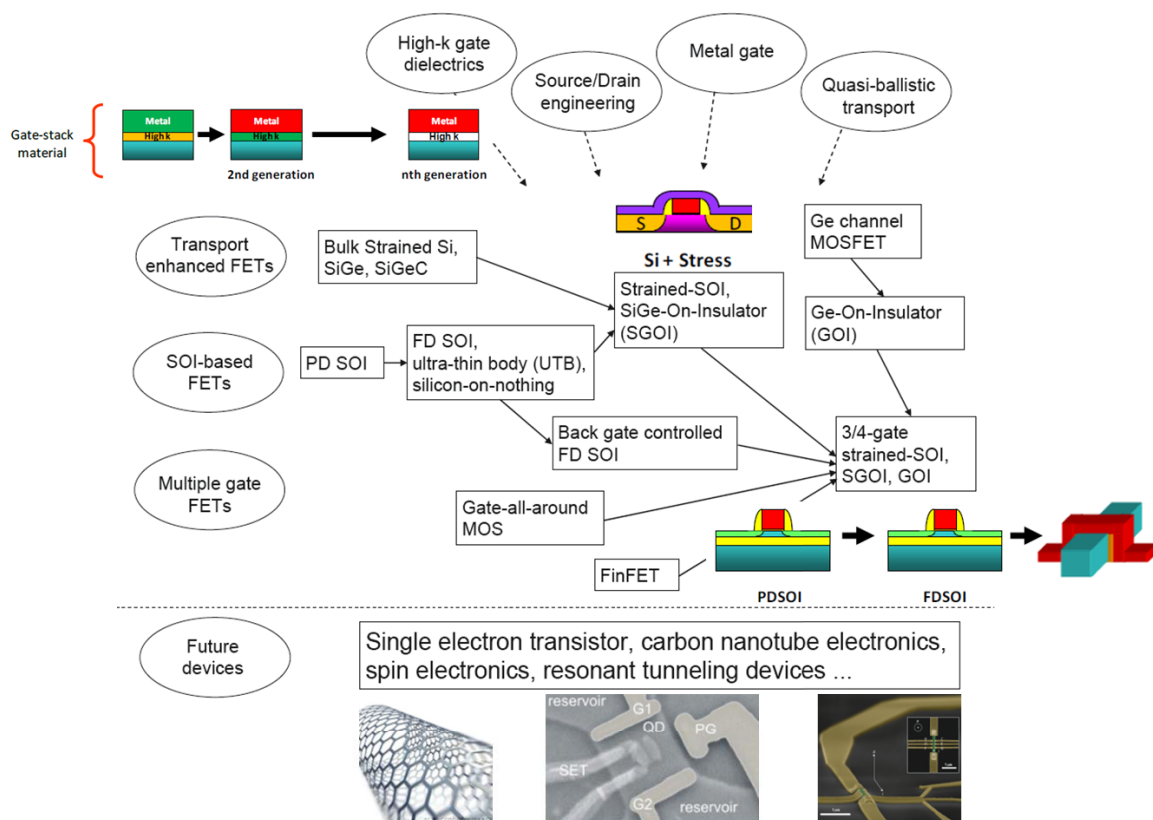 High-k gate
dielectrics
Source/Drain
engineering
Metal gate
Quasi-ballistic
transport
Gate-stack
material
Metal
High k
Metal
High k
2nd generation
Metal
High k
nth generation
S
D
Si + Stress
Transport
enhanced FETs
Bulk Strained Si,
SiGe, SiGeC
Strained-SOI,
SiGe-On-Insulator
(SGOI)
Ge channel
MOSFET
Ge-On-Insulator
(GOI)
SOI-based
FETs
PD SOI
FD SOI,
ultra-thin body (UTB),
silicon-on-nothing
Back gate controlled
FD SOI
3/4-gate
strained-SOI,
SGOI, GOI
Multiple gate
FETs
Gate-all-around
MOS
FinFET
PDSOI
FDSOI
Future
devices
Single electron transistor, carbon nanotube electronics,
spin electronics, resonant tunneling devices ...
reservoir
G1
QD
PG
SET
G2
reservoir